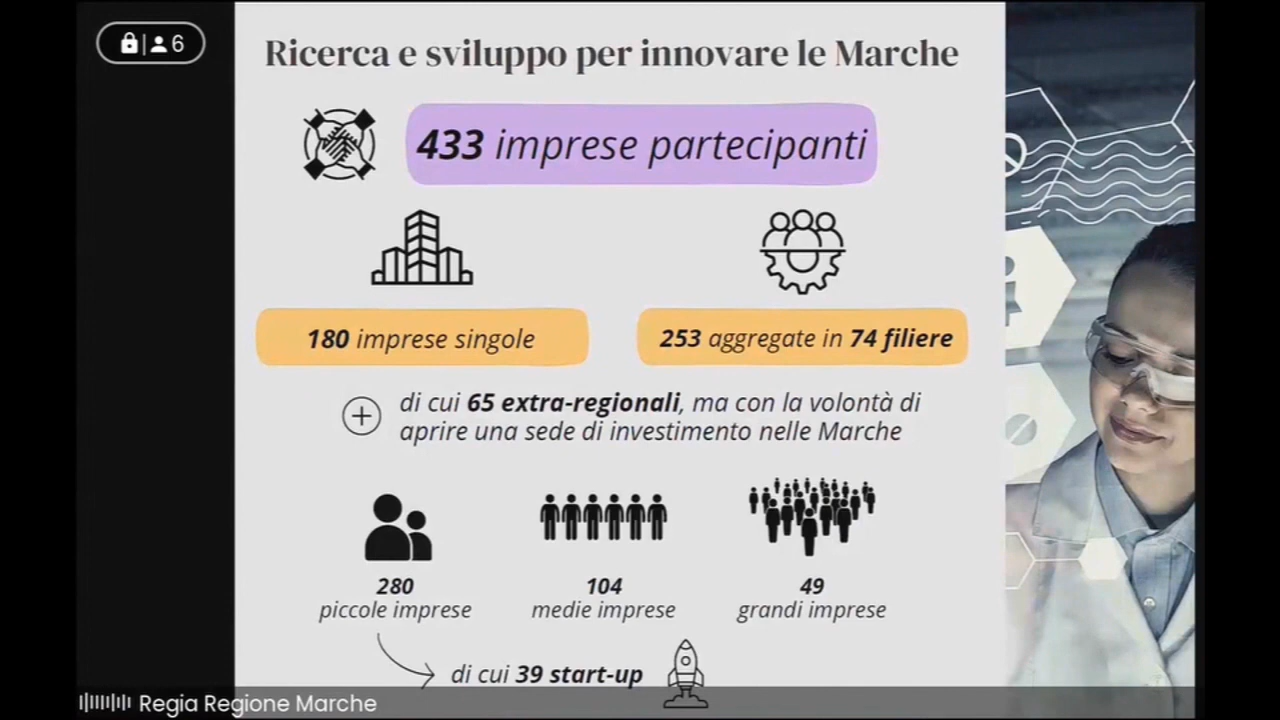 6
Ricerca e sviluppo per innovare le Marche
433 imprese partecipanti
180 imprese singole
253 aggregate in 74 filiere
di cui 65 extra-regionali, ma con la volontà di
aprire una sede di investimento nelle Marche
280
piccole imprese
104
medie imprese
49
grandi imprese
di cui 39 start-up
Regia Regione Marche